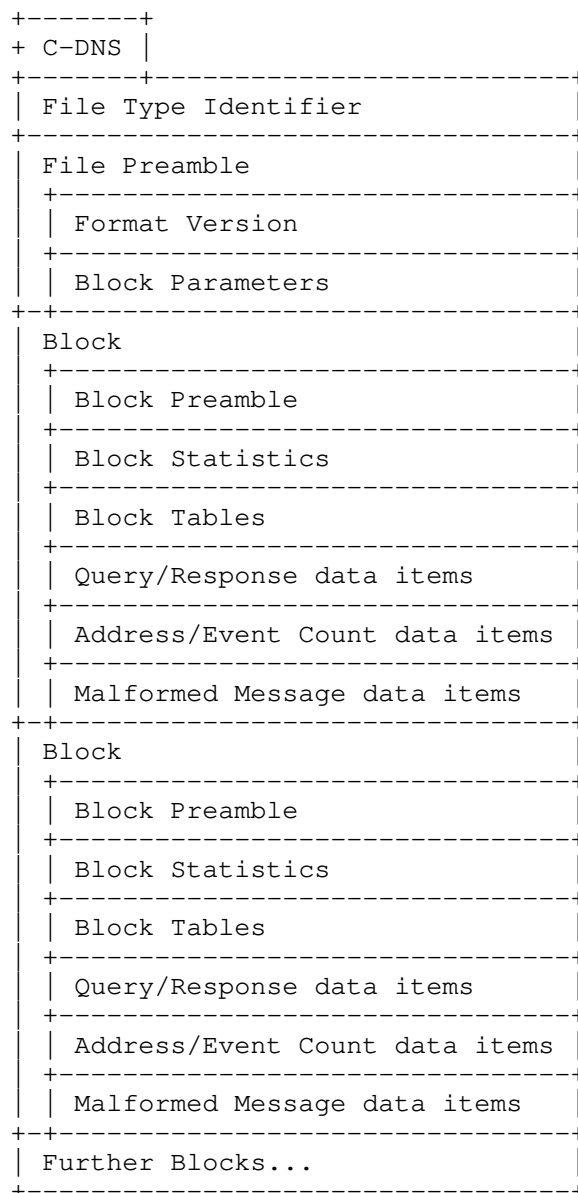 C-DNS
File Type Identifier
File Preamble
Format Version
Block Parameters
Block
Block Preamble
Block Statistics
Block Tables
Query/Response data items
Address/Event Count data items
Malformed Message data items
Block
Block Preamble
Block Statistics
Block Tables
Query/Response data items
Address/Event Count data items
Malformed Message data items
Further Blocks...